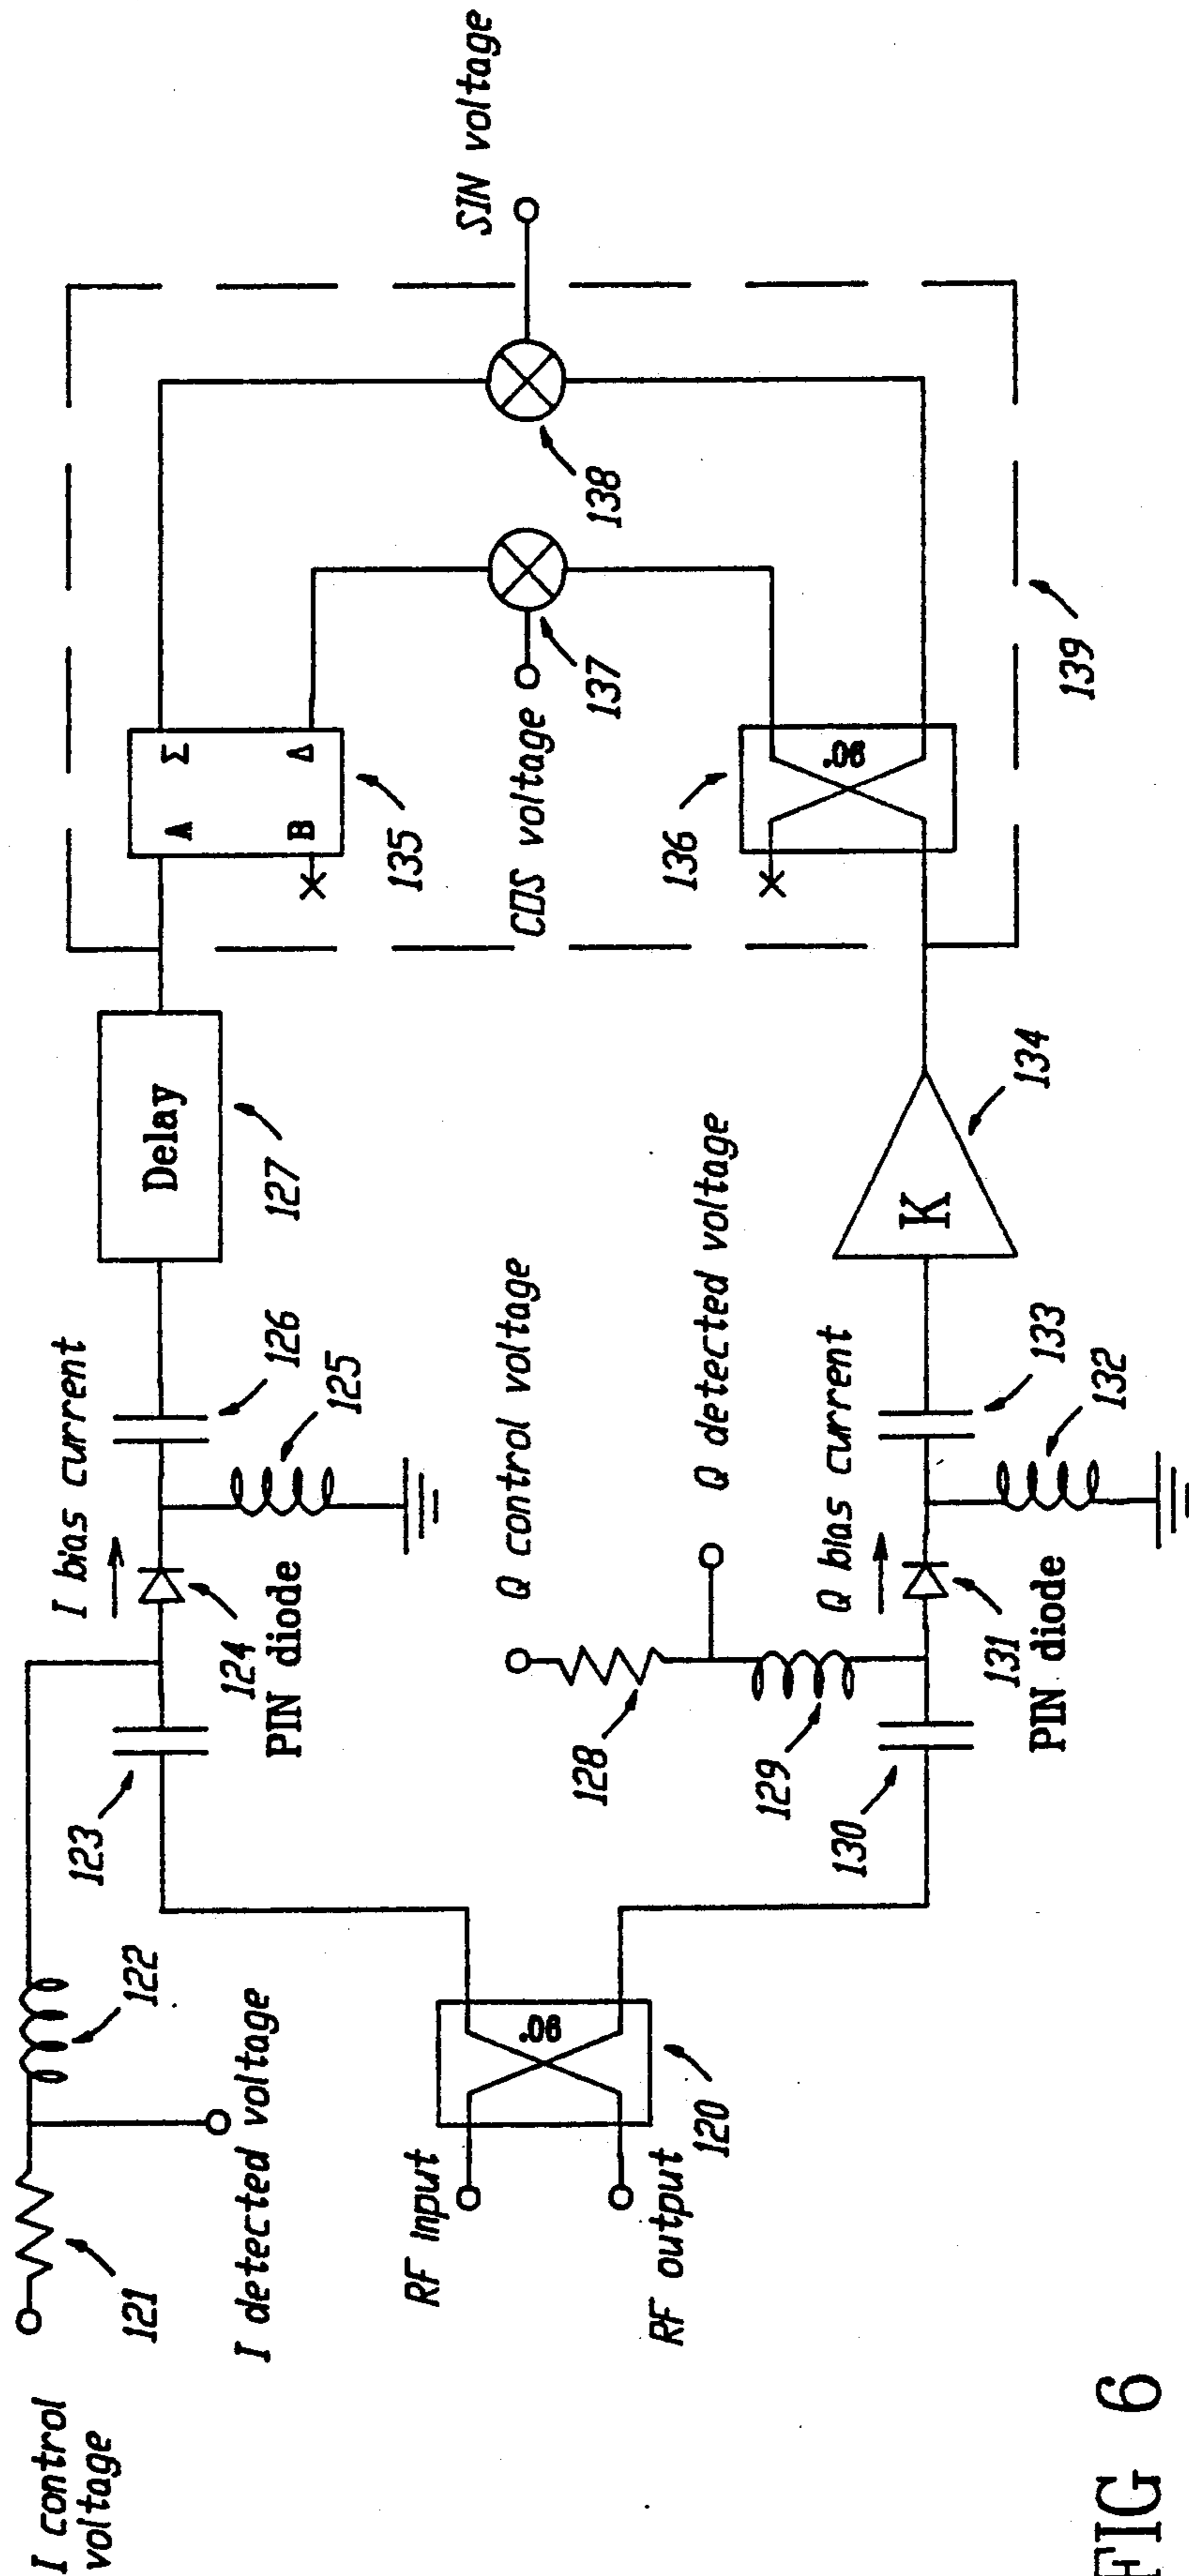 I control
voltage
121
I detected voltage
122
123
124
PIN diode
I bias current
125
126
Delay
127
A
Σ
B
Δ
135
COS voltage
137
138
SIN voltage
RF input
RF output
90°
120
Q control voltage
128
Q detected voltage
129
130
131
PIN diode
Q bias current
132
133
K
134
136
90°
139
FIG 6